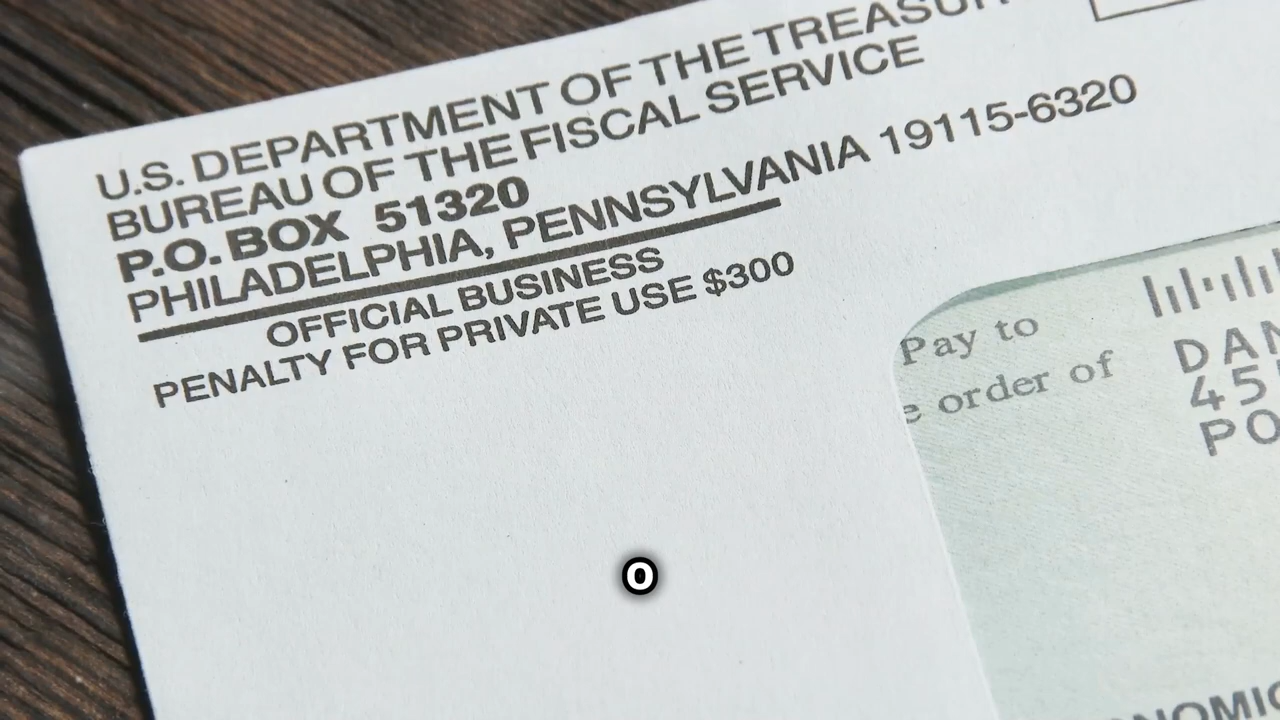 U.S. DEPARTMENT OF THE TREASURY
BUREAU OF THE FISCAL SERVICE
P.O. BOX 51320
PHILADELPHIA, PENNSYLVANIA 19115-6320
OFFICIAL BUSINESS
PENALTY FOR PRIVATE USE $300
Pay to
e order of
DAN
45
PO
NOMIC
o